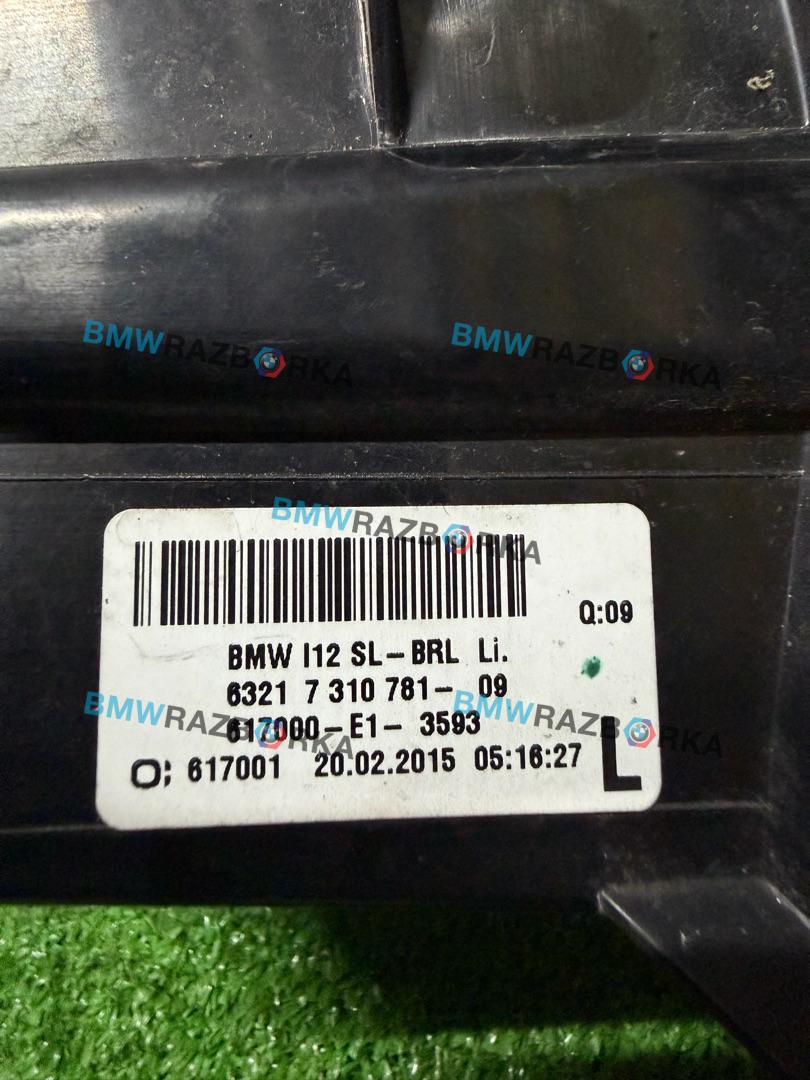 BMWRAZBORKA
BMWRAZBORKA
BMWRAZBORKA
Q:09
BMW I12 SL-BRL Li.
6321 7 310 781- 09
BMWRAZBORKA
BMWRAZBORKA
617000-E1- 3593
O; 617001 20.02.2015 05:16:27
L